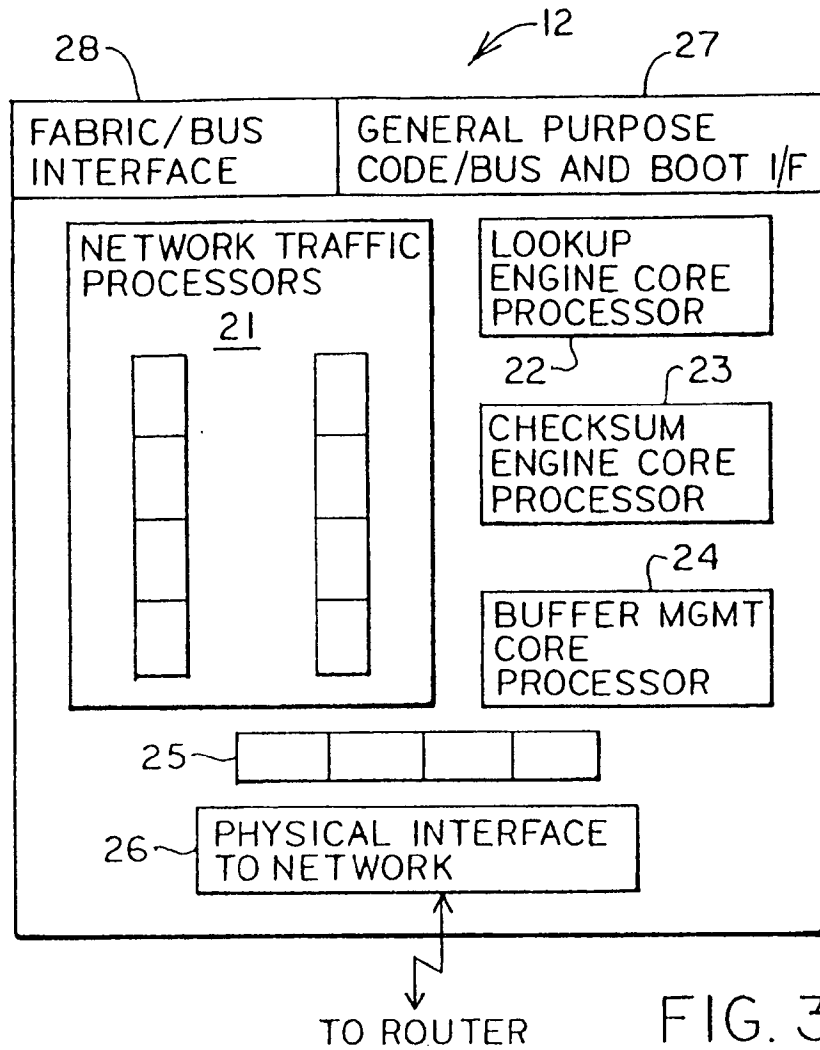 12
28
27
FABRIC/BUS
INTERFACE
GENERAL PURPOSE
CODE/BUS AND BOOT I/F
NETWORK TRAFFIC
PROCESSORS
21
LOOKUP
ENGINE CORE
PROCESSOR
22
23
CHECKSUM
ENGINE CORE
PROCESSOR
24
BUFFER MGMT
CORE
PROCESSOR
25
26
PHYSICAL INTERFACE
TO NETWORK
TO ROUTER
FIG. 3